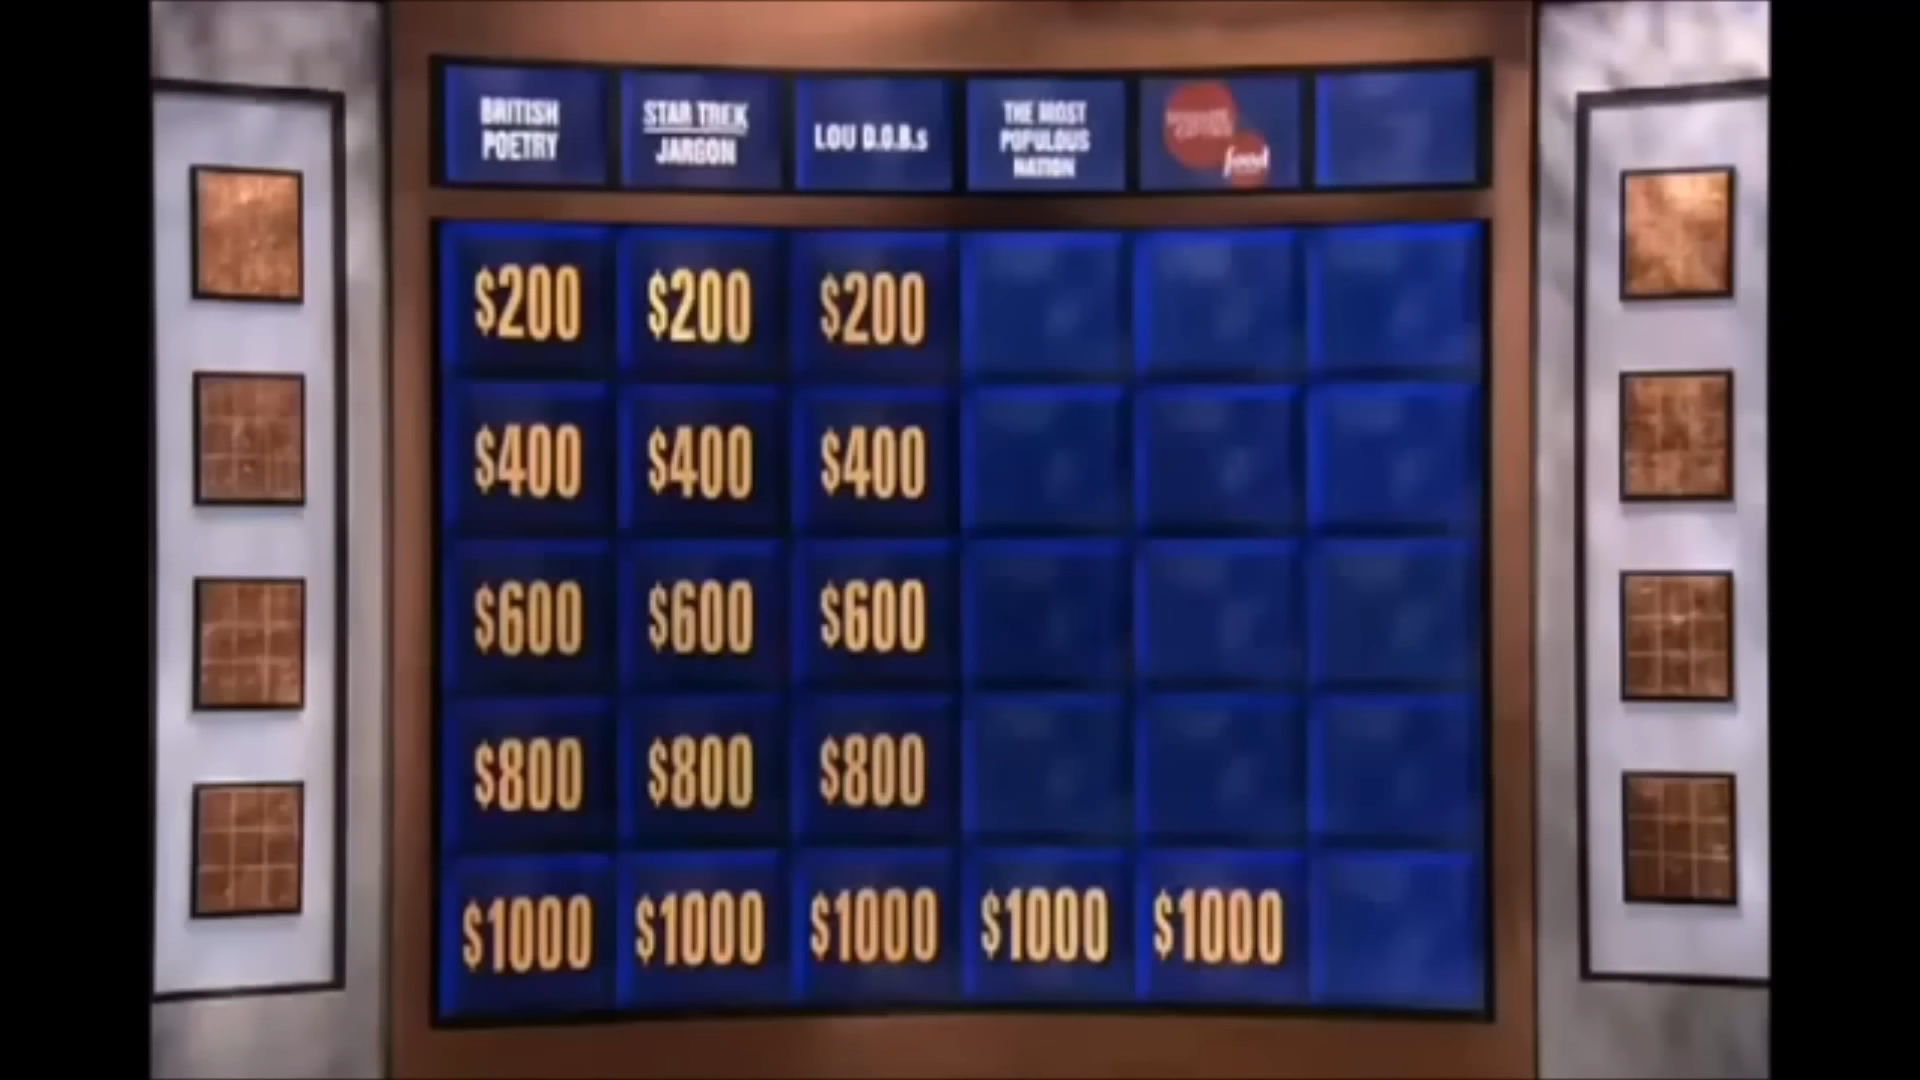 BRITISH
POETRY
STAR TREK
JARGON
LOU D.O.B.s
THE MOST
POPULOUS
NATION
food
$200 $200 $200
$400 $400 $400
$600 $600 $600
$800 $800 $800
$1000 $1000 $1000 $1000 $1000